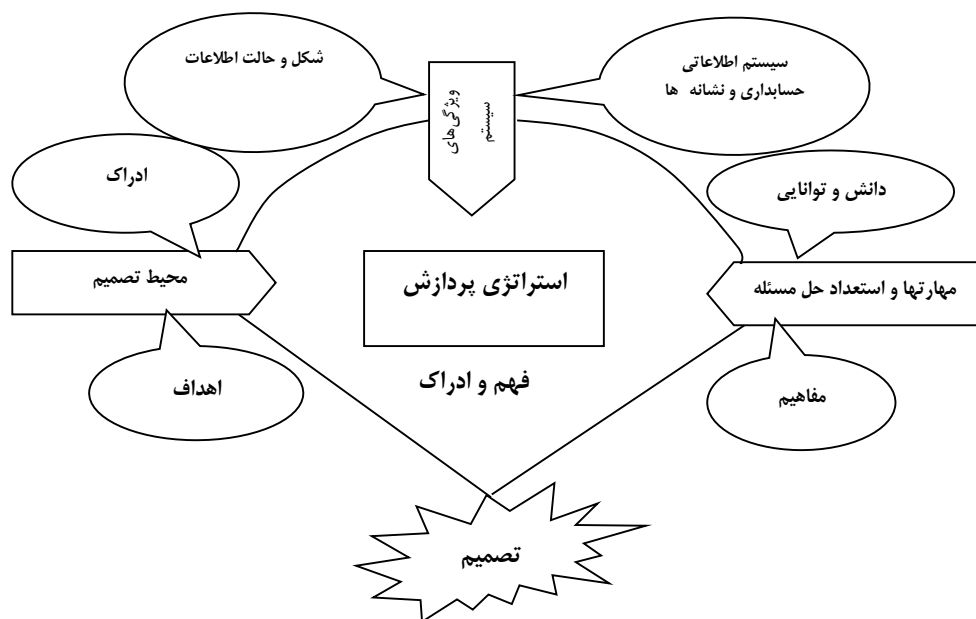 سیستم اطلاعاتی
حسابداری و نشانه ها
شکل و حالت اطلاعات
ویژگی‌های
سیستم
دانش و توانایی
ادراک
مهارتها و استعداد حل مسئله
استراتژی پردازش
محیط تصمیم
فهم و ادراک
مفاهیم
اهداف
تصمیم